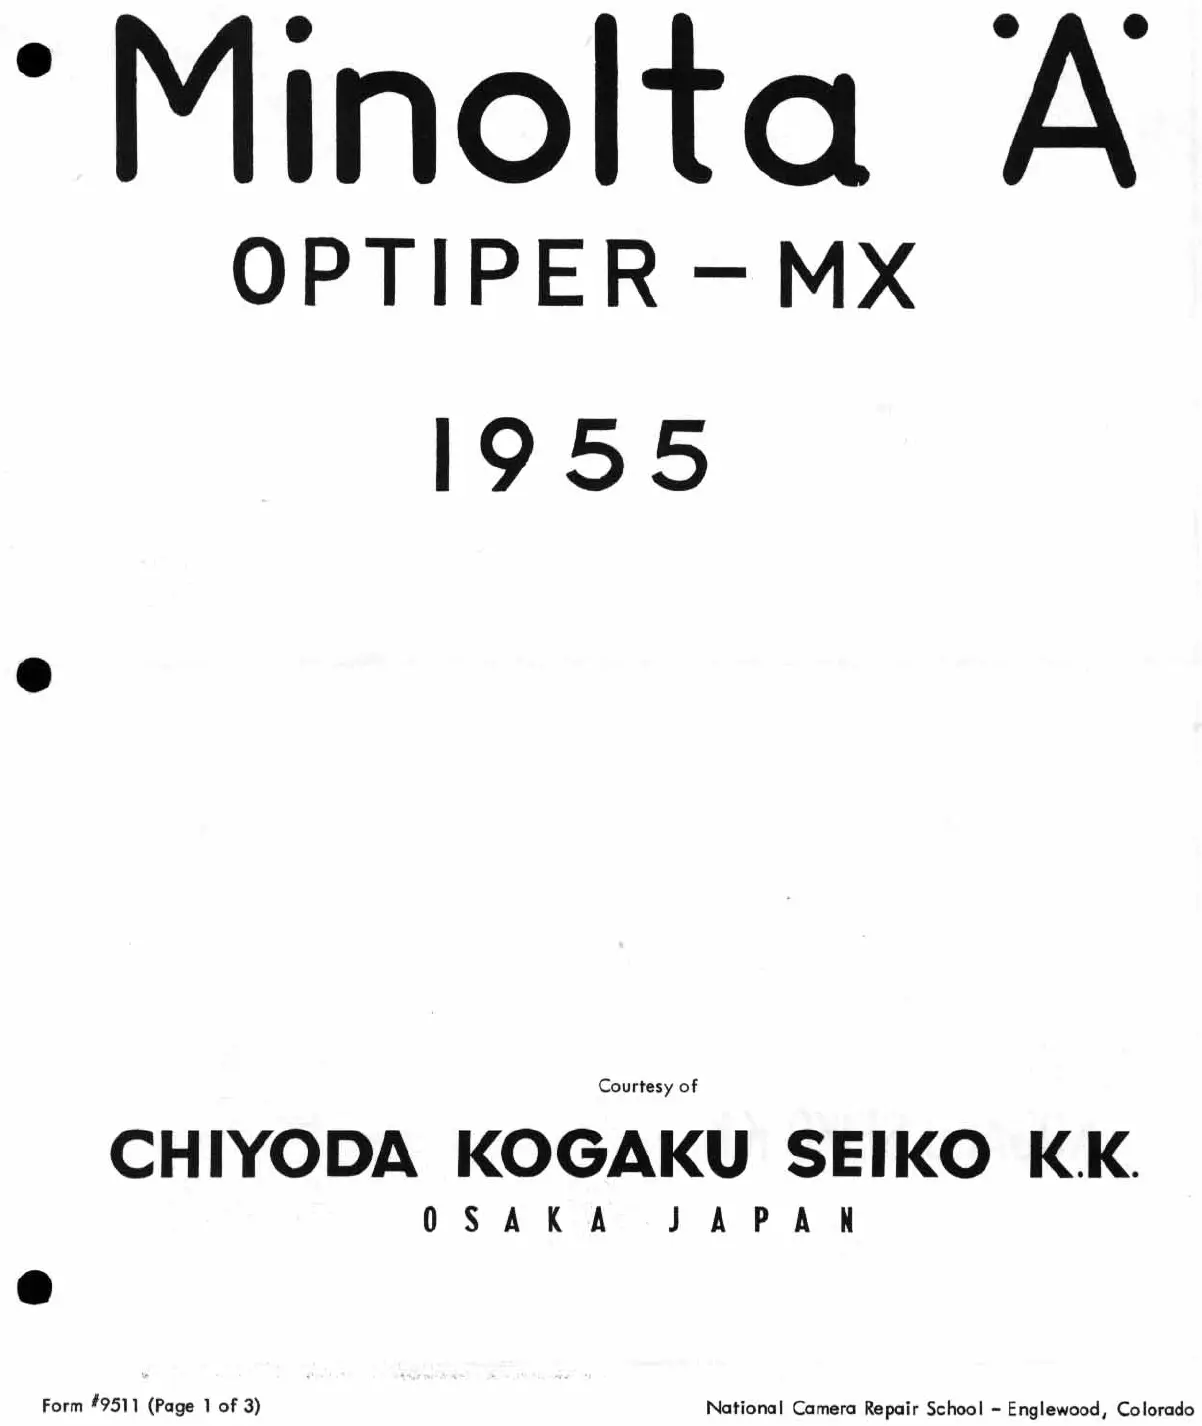 Minolta "A"
OPTIPER - MX
1955
Courtesy of
CHIYODA KOGAKU SEIKO K.K.
OSAKA JAPAN
Form #9511 (Page 1 of 3)
National Camera Repair School - Englewood, Colorado